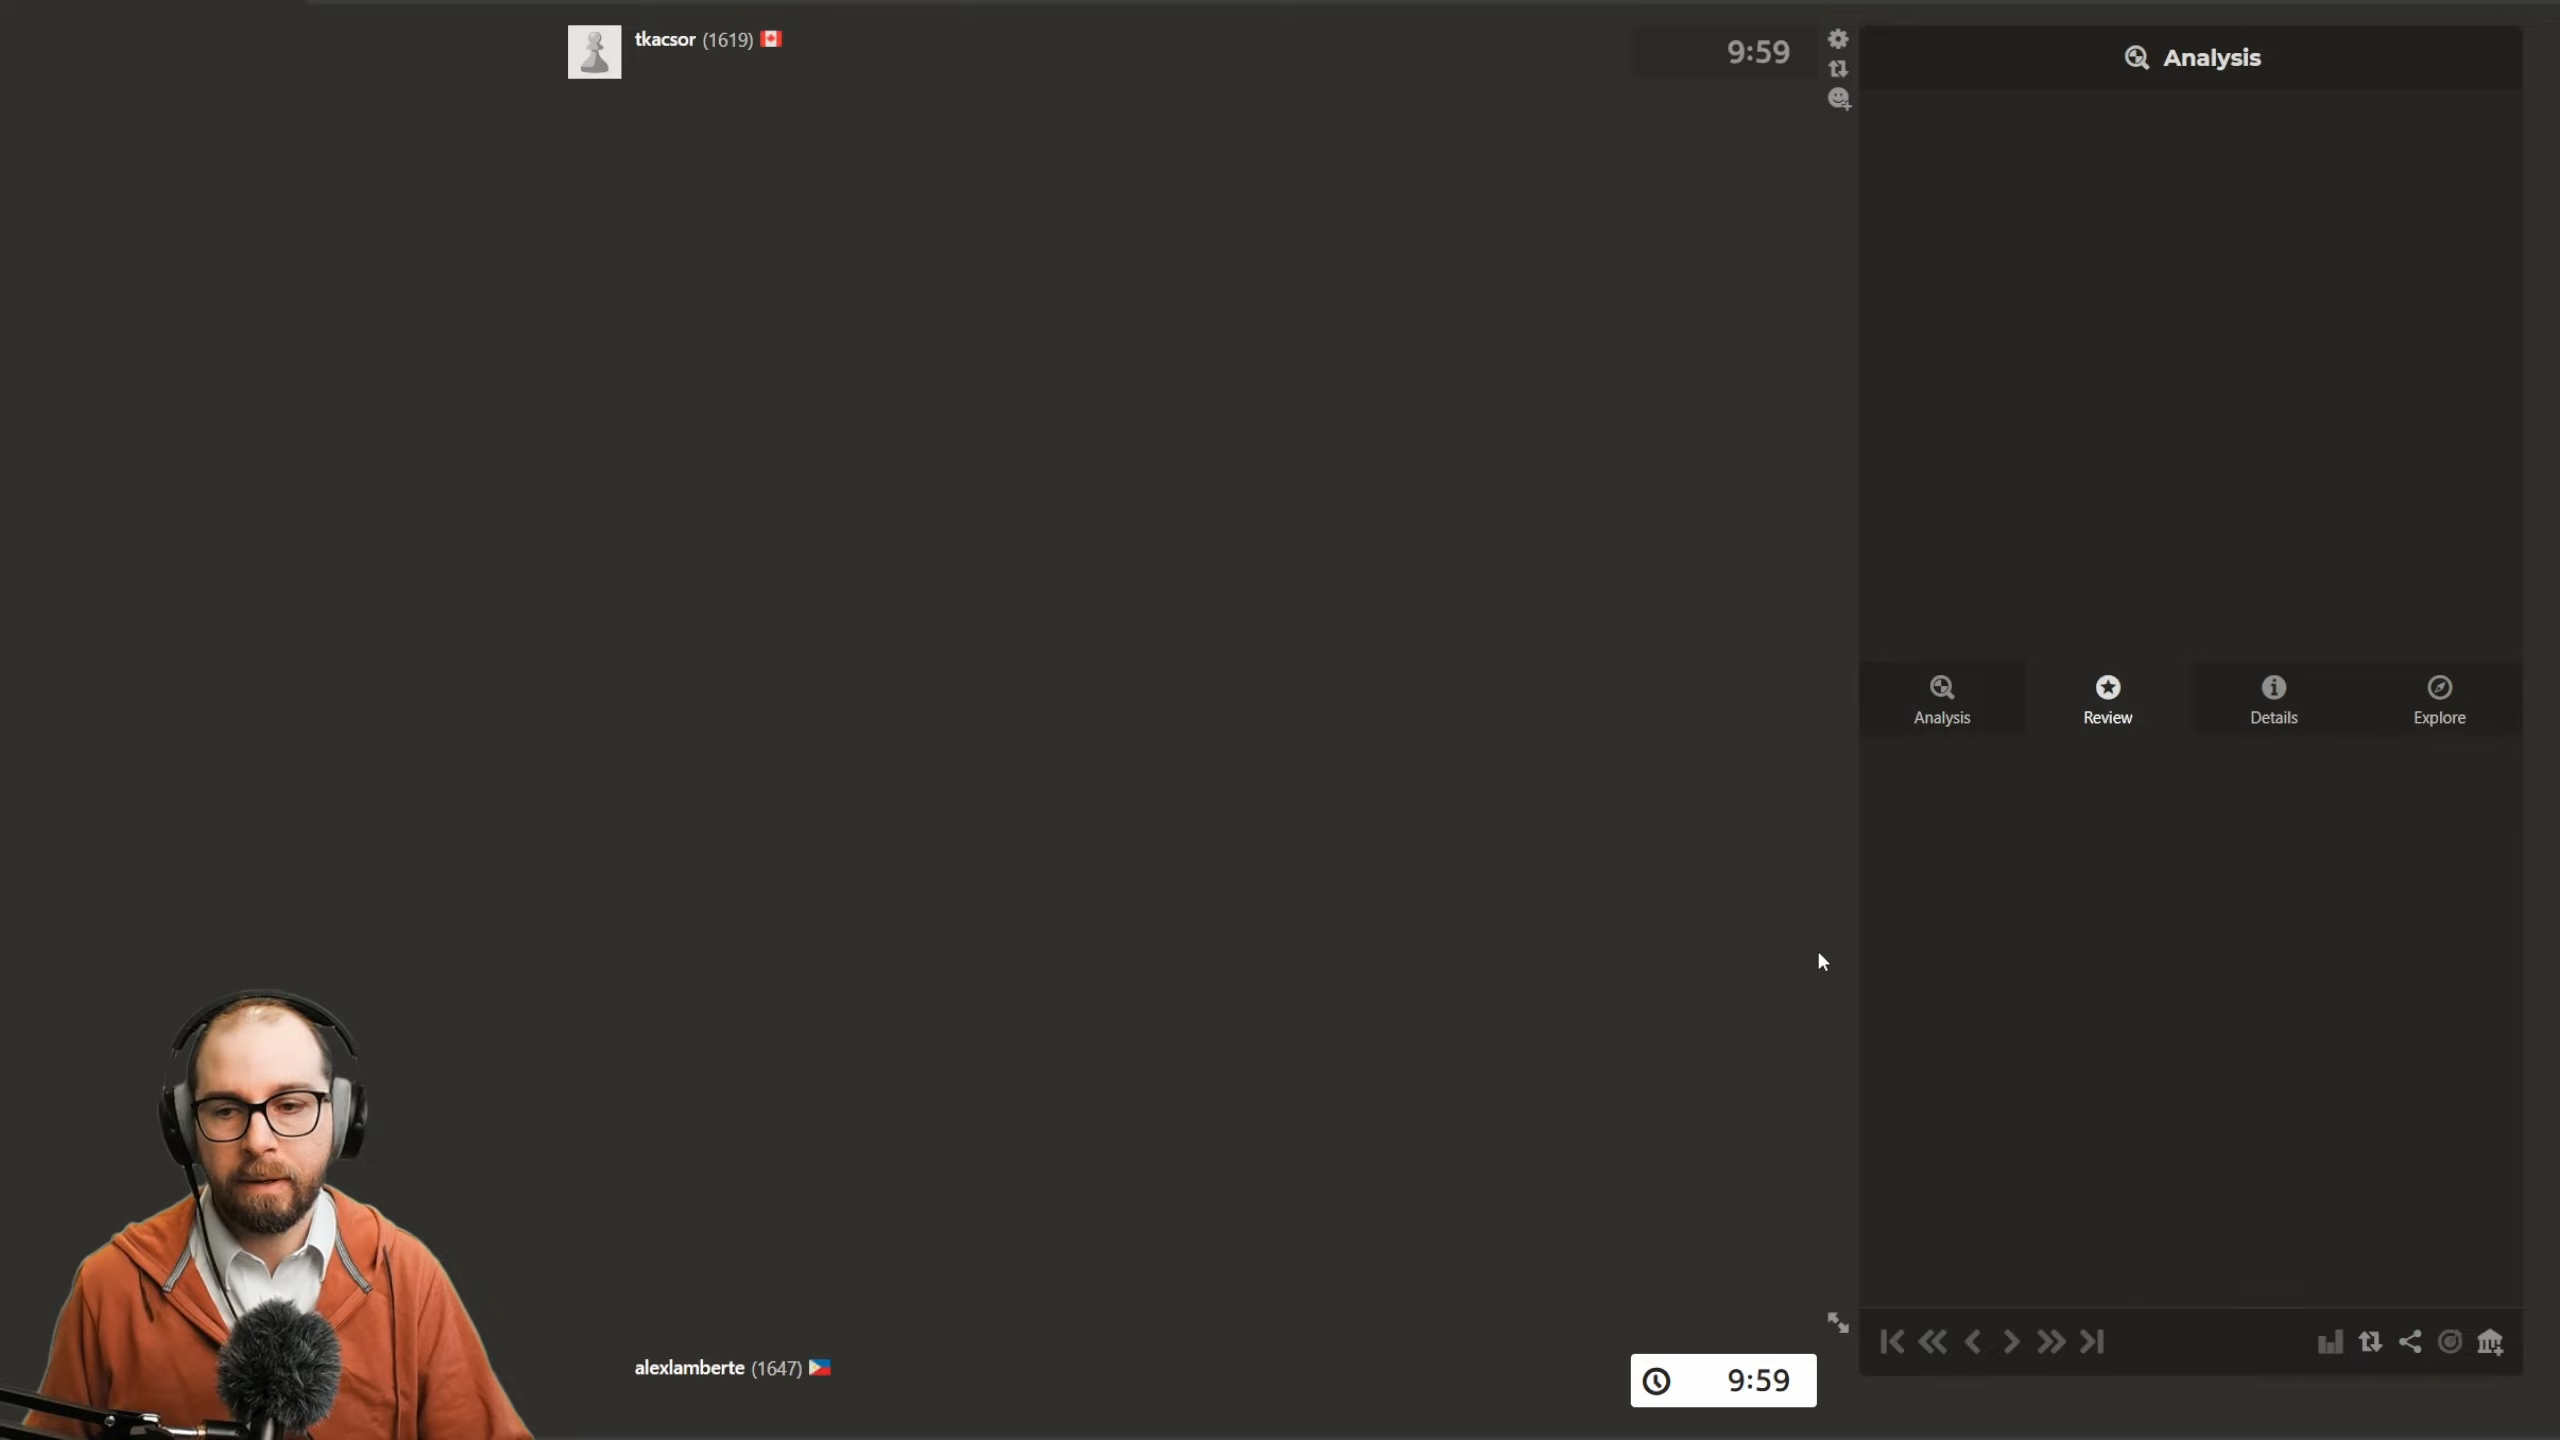 tkacsor (1619)
9:59
Analysis
Analysis
Review
Details
Explore
alexlamberte (1647)
9:59